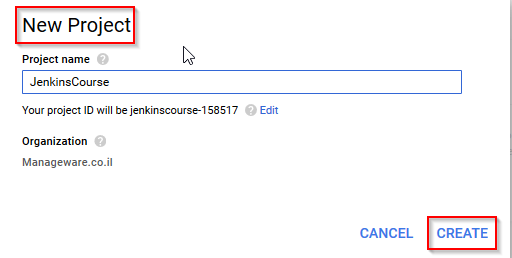 New Project
Project name ?
JenkinsCourse
Your project ID will be jenkinscourse-158517 ? Edit
Organization ?
Manageware.co.il
CANCEL CREATE